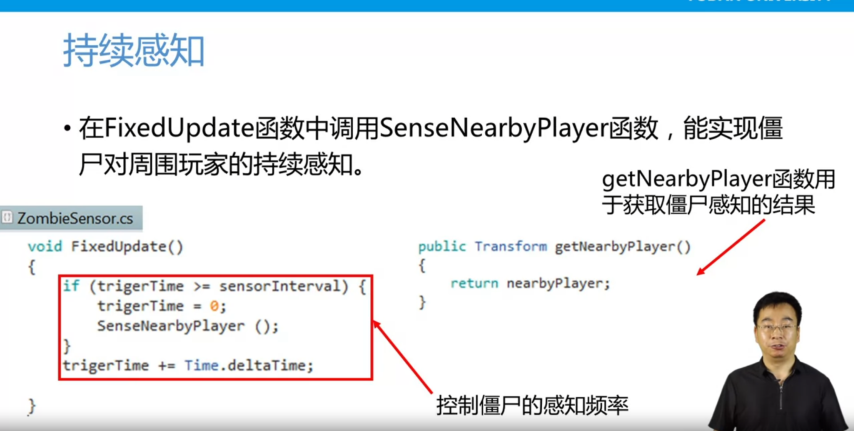 持续感知
• 在FixedUpdate函数中调用SenseNearbyPlayer函数，能实现僵
尸对周围玩家的持续感知。
getNearbyPlayer函数用
于获取僵尸感知的结果
ZombieSensor.cs
void FixedUpdate()
{
if (trigerTime >= sensorInterval) {
trigerTime = 0;
SenseNearbyPlayer ();
}
trigerTime += Time.deltaTime;
}
public Transform getNearbyPlayer()
{
return nearbyPlayer;
}
控制僵尸的感知频率